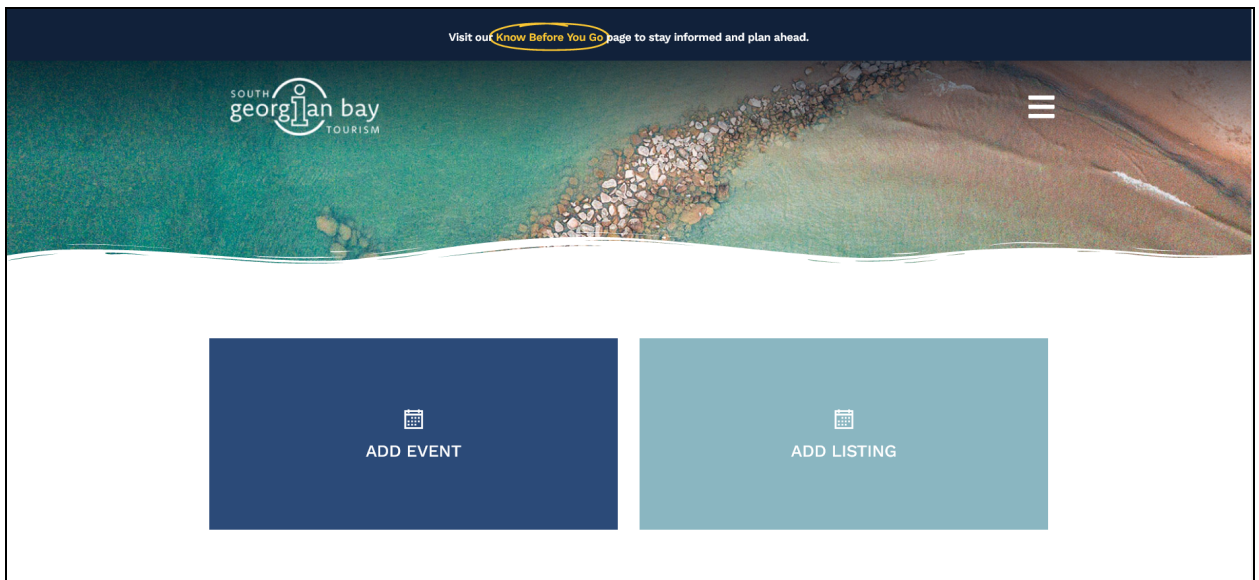 Visit our Know Before You Go page to stay informed and plan ahead.
SOUTH
georgian bay
TOURISM
ADD EVENT
ADD LISTING